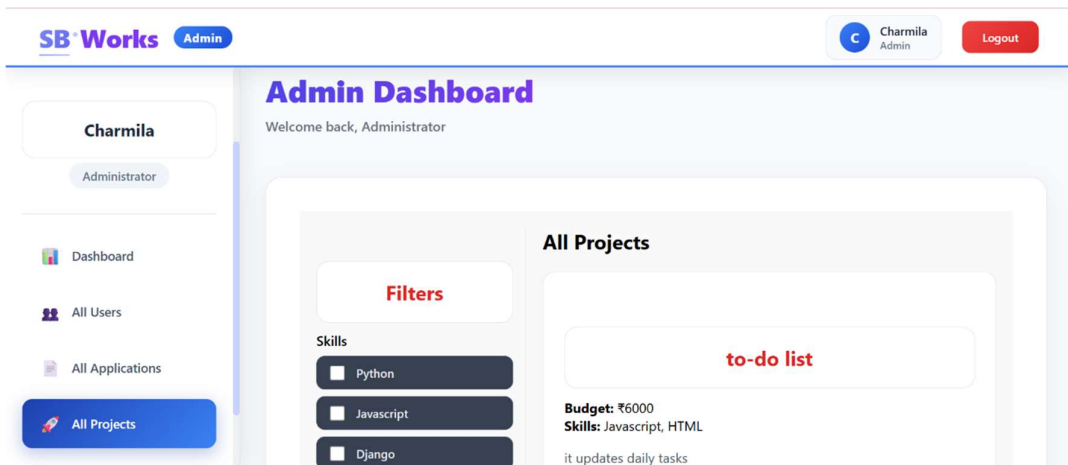 SB Works Admin
C
Charmila
Admin
Logout
Charmila
Administrator
Dashboard
All Users
All Applications
All Projects
Admin Dashboard
Welcome back, Administrator
Filters
Skills
Python
Javascript
Django
All Projects
to-do list
Budget: ₹6000
Skills: Javascript, HTML
it updates daily tasks